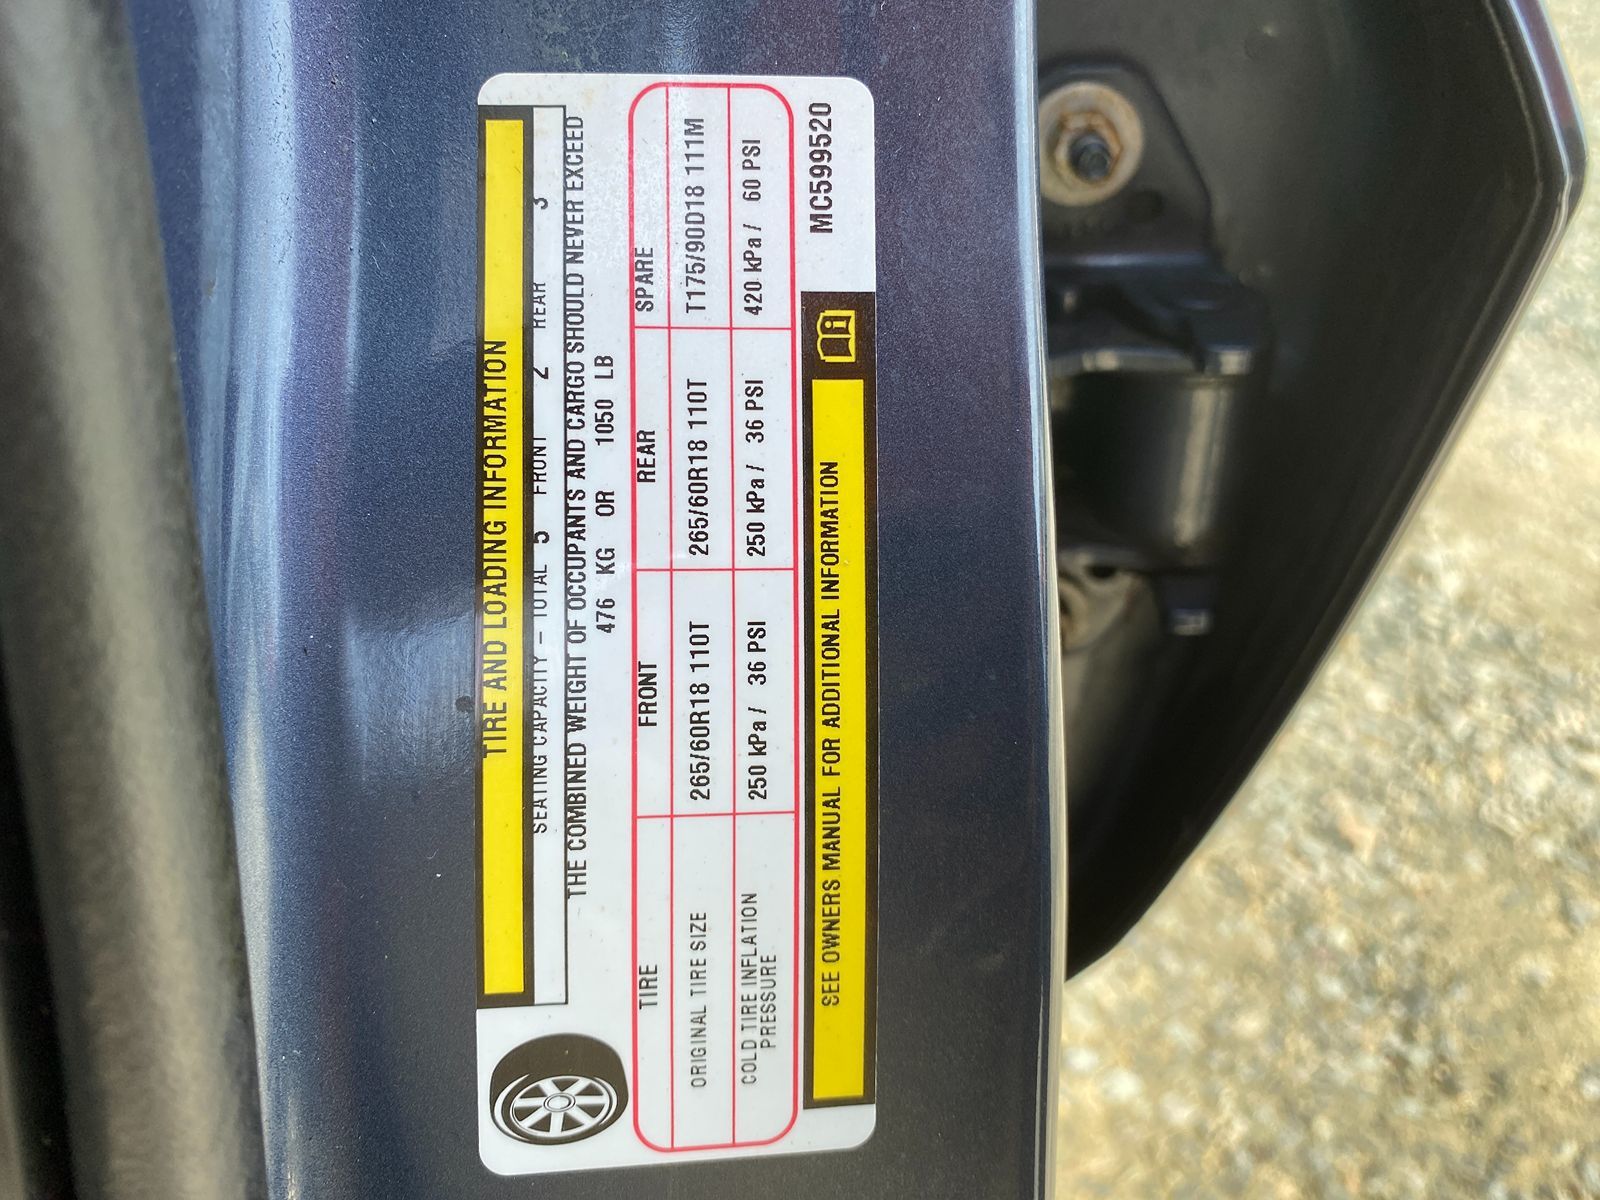 TIRE AND LOADING INFORMATION
SEATING CAPACITY – TOTAL 5 FRONT 2 REAR 3
THE COMBINED WEIGHT OF OCCUPANTS AND CARGO SHOULD NEVER EXCEED
476 KG OR 1050 LB
TIRE FRONT REAR SPARE
ORIGINAL TIRE SIZE 265/60R18 110T 265/60R18 110T T175/90D18 111M
COLD TIRE INFLATION PRESSURE 250 kPa / 36 PSI 250 kPa / 36 PSI 420 kPa / 60 PSI
SEE OWNERS MANUAL FOR ADDITIONAL INFORMATION
MC599520